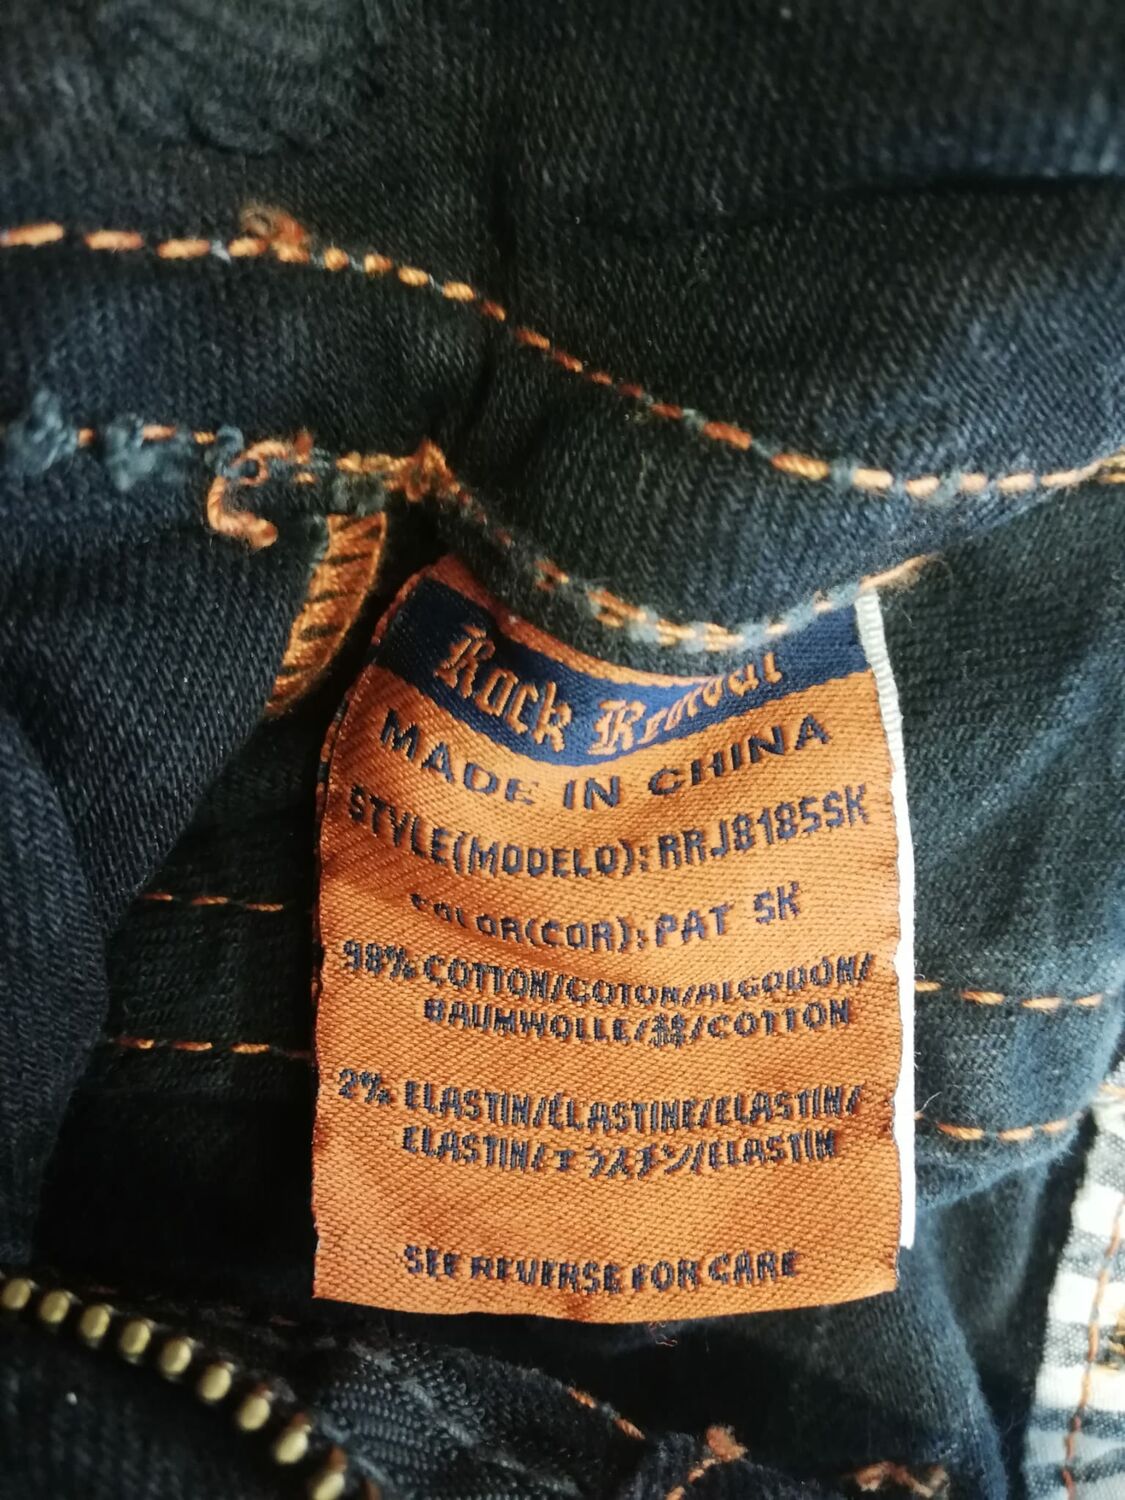 Rock Revival
MADE IN CHINA
STYLE(MODELO):RRJ8185SK
COLOR(COR):PAT SK
98% COTTON/COTON/ALGODÓN/
BAUMWOLLE/綿/COTTON
2% ELASTIN/ÉLASTINE/ELASTIN/
ELASTIN/エラスチン/ELASTIN
SEE REVERSE FOR CARE